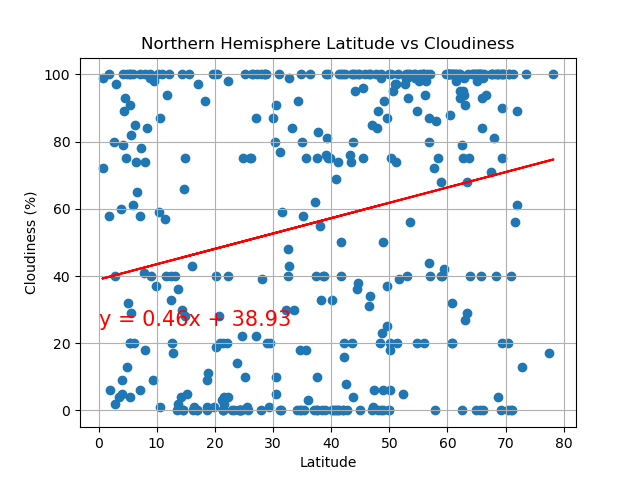 Northern Hemisphere Latitude vs Cloudiness
100
80
60
40
20
0
Cloudiness (%)
y = 0.46x + 38.93
0 10 20 30 40 50 60 70 80
Latitude